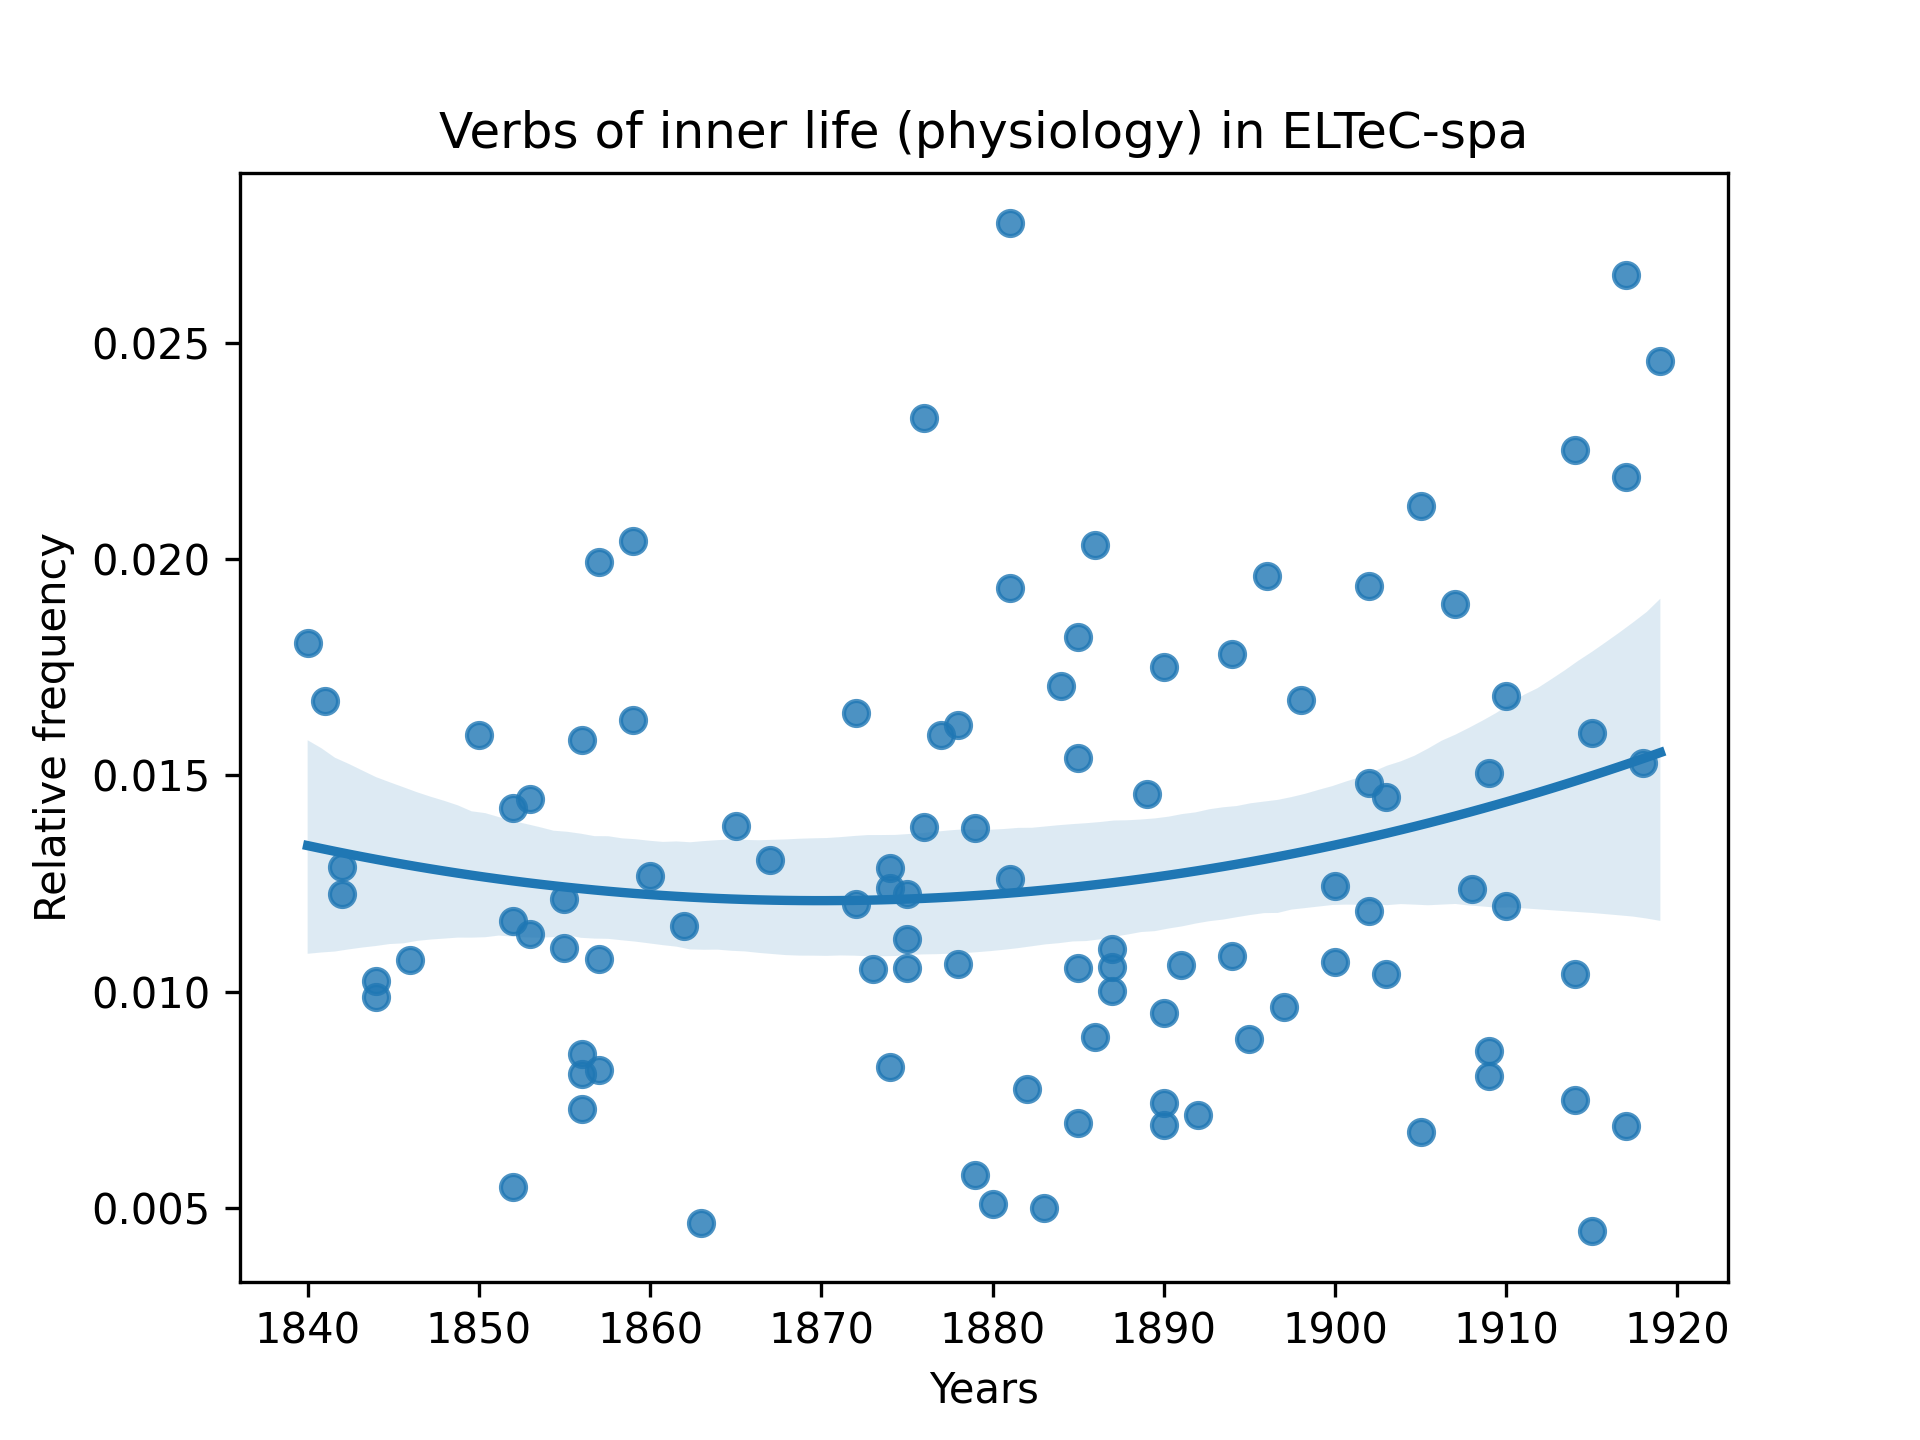 Verbs of inner life (physiology) in ELTeC-spa
Relative frequency
0.025
0.020
0.015
0.010
0.005
1840 1850 1860 1870 1880 1890 1900 1910 1920
Years